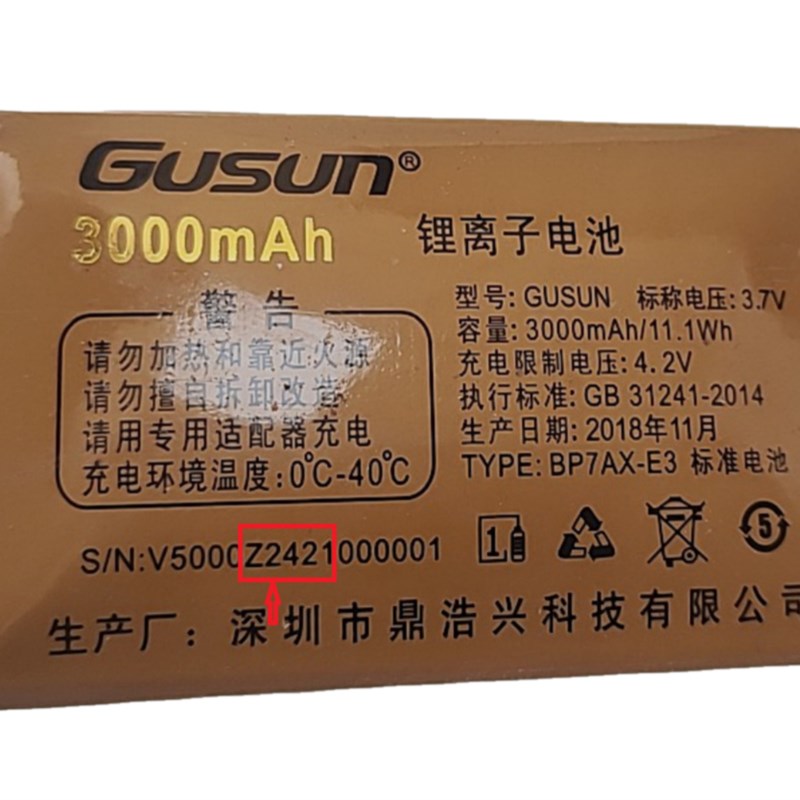 GUSUN®
3000mAh
锂离子电池
警告
请勿加热和靠近火源
请勿擅自拆卸改造
请用专用适配器充电
充电环境温度:0℃-40℃
型号: GUSUN 标称电压: 3.7V
容量: 3000mAh/11.1Wh
充电限制电压: 4.2V
执行标准: GB 31241-2014
生产日期: 2018年11月
TYPE: BP7AX-E3 标准电池
S/N:V5000Z2421000001
1
5
生产厂：深圳市鼎浩兴科技有限公司